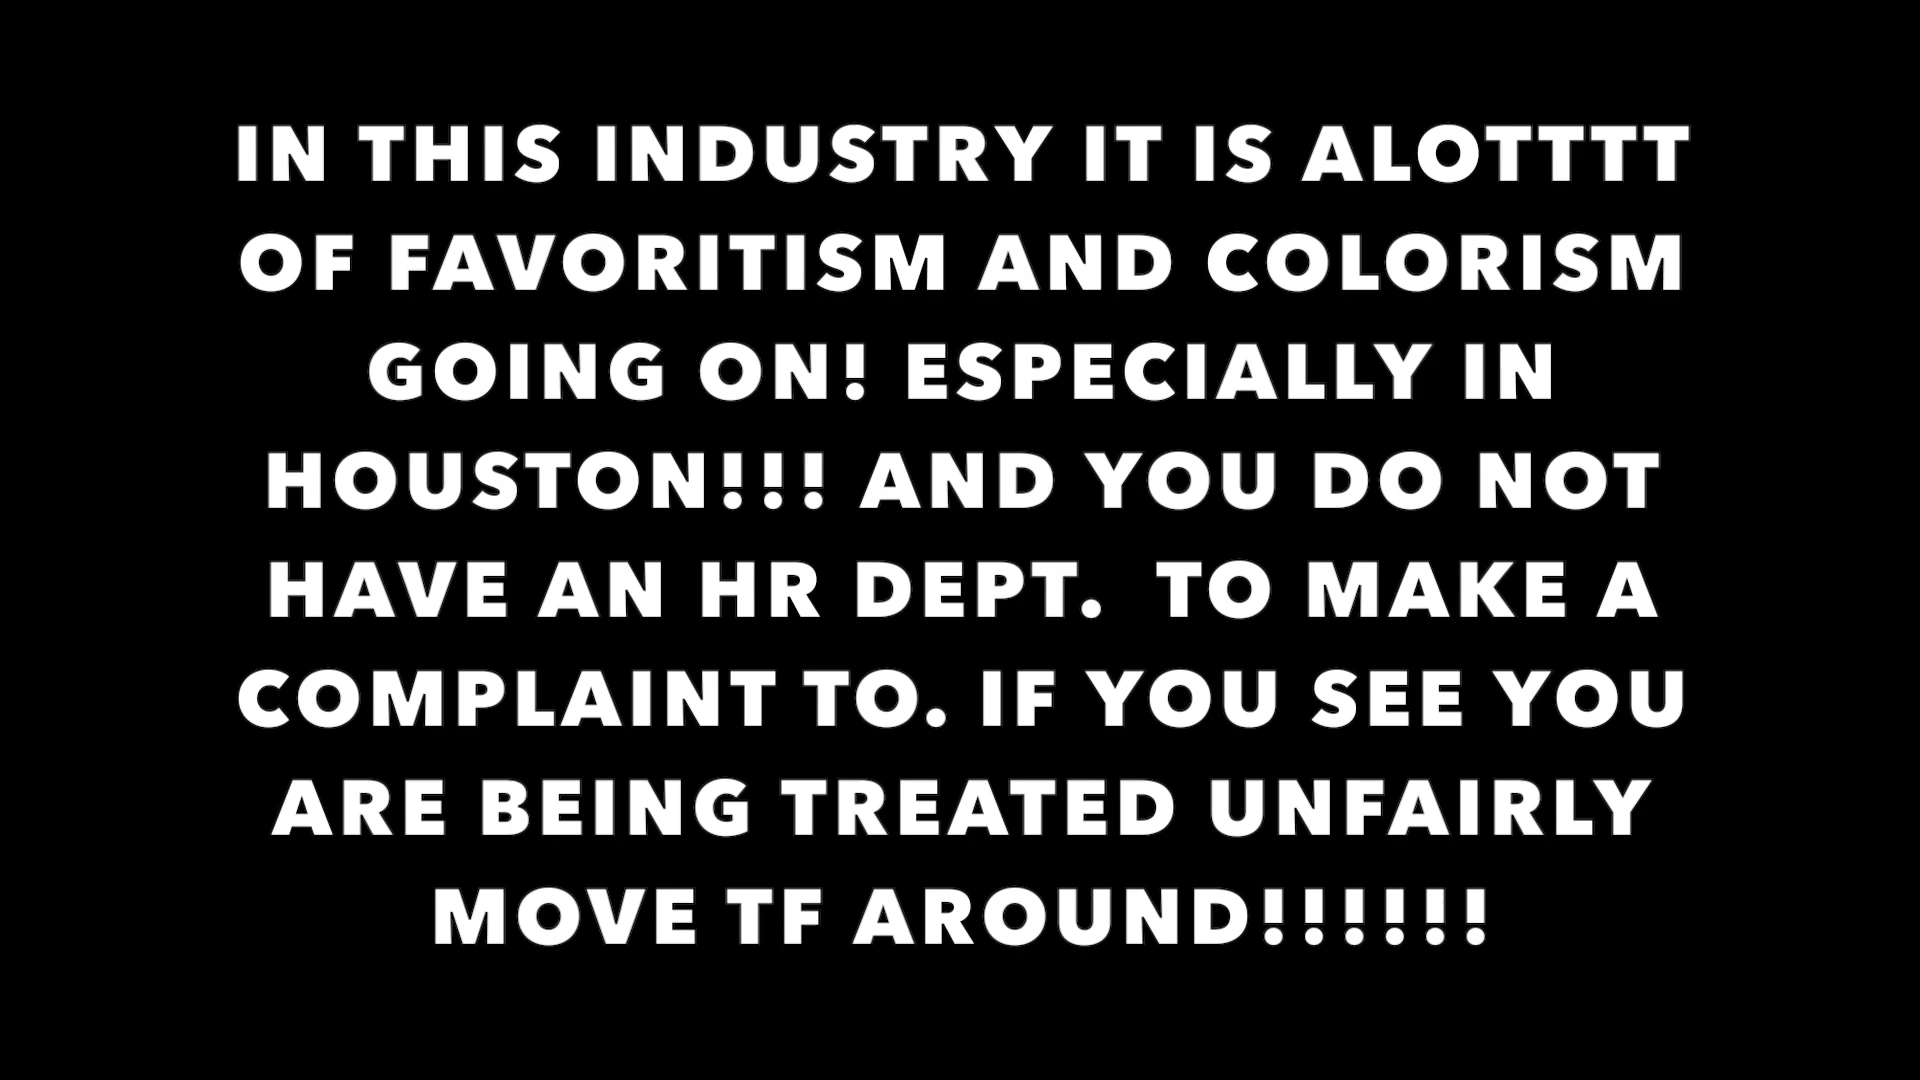 IN THIS INDUSTRY IT IS ALOTTTT
OF FAVORITISM AND COLORISM
GOING ON! ESPECIALLY IN
HOUSTON!!! AND YOU DO NOT
HAVE AN HR DEPT.  TO MAKE A
COMPLAINT TO. IF YOU SEE YOU
ARE BEING TREATED UNFAIRLY
MOVE TF AROUND!!!!!!